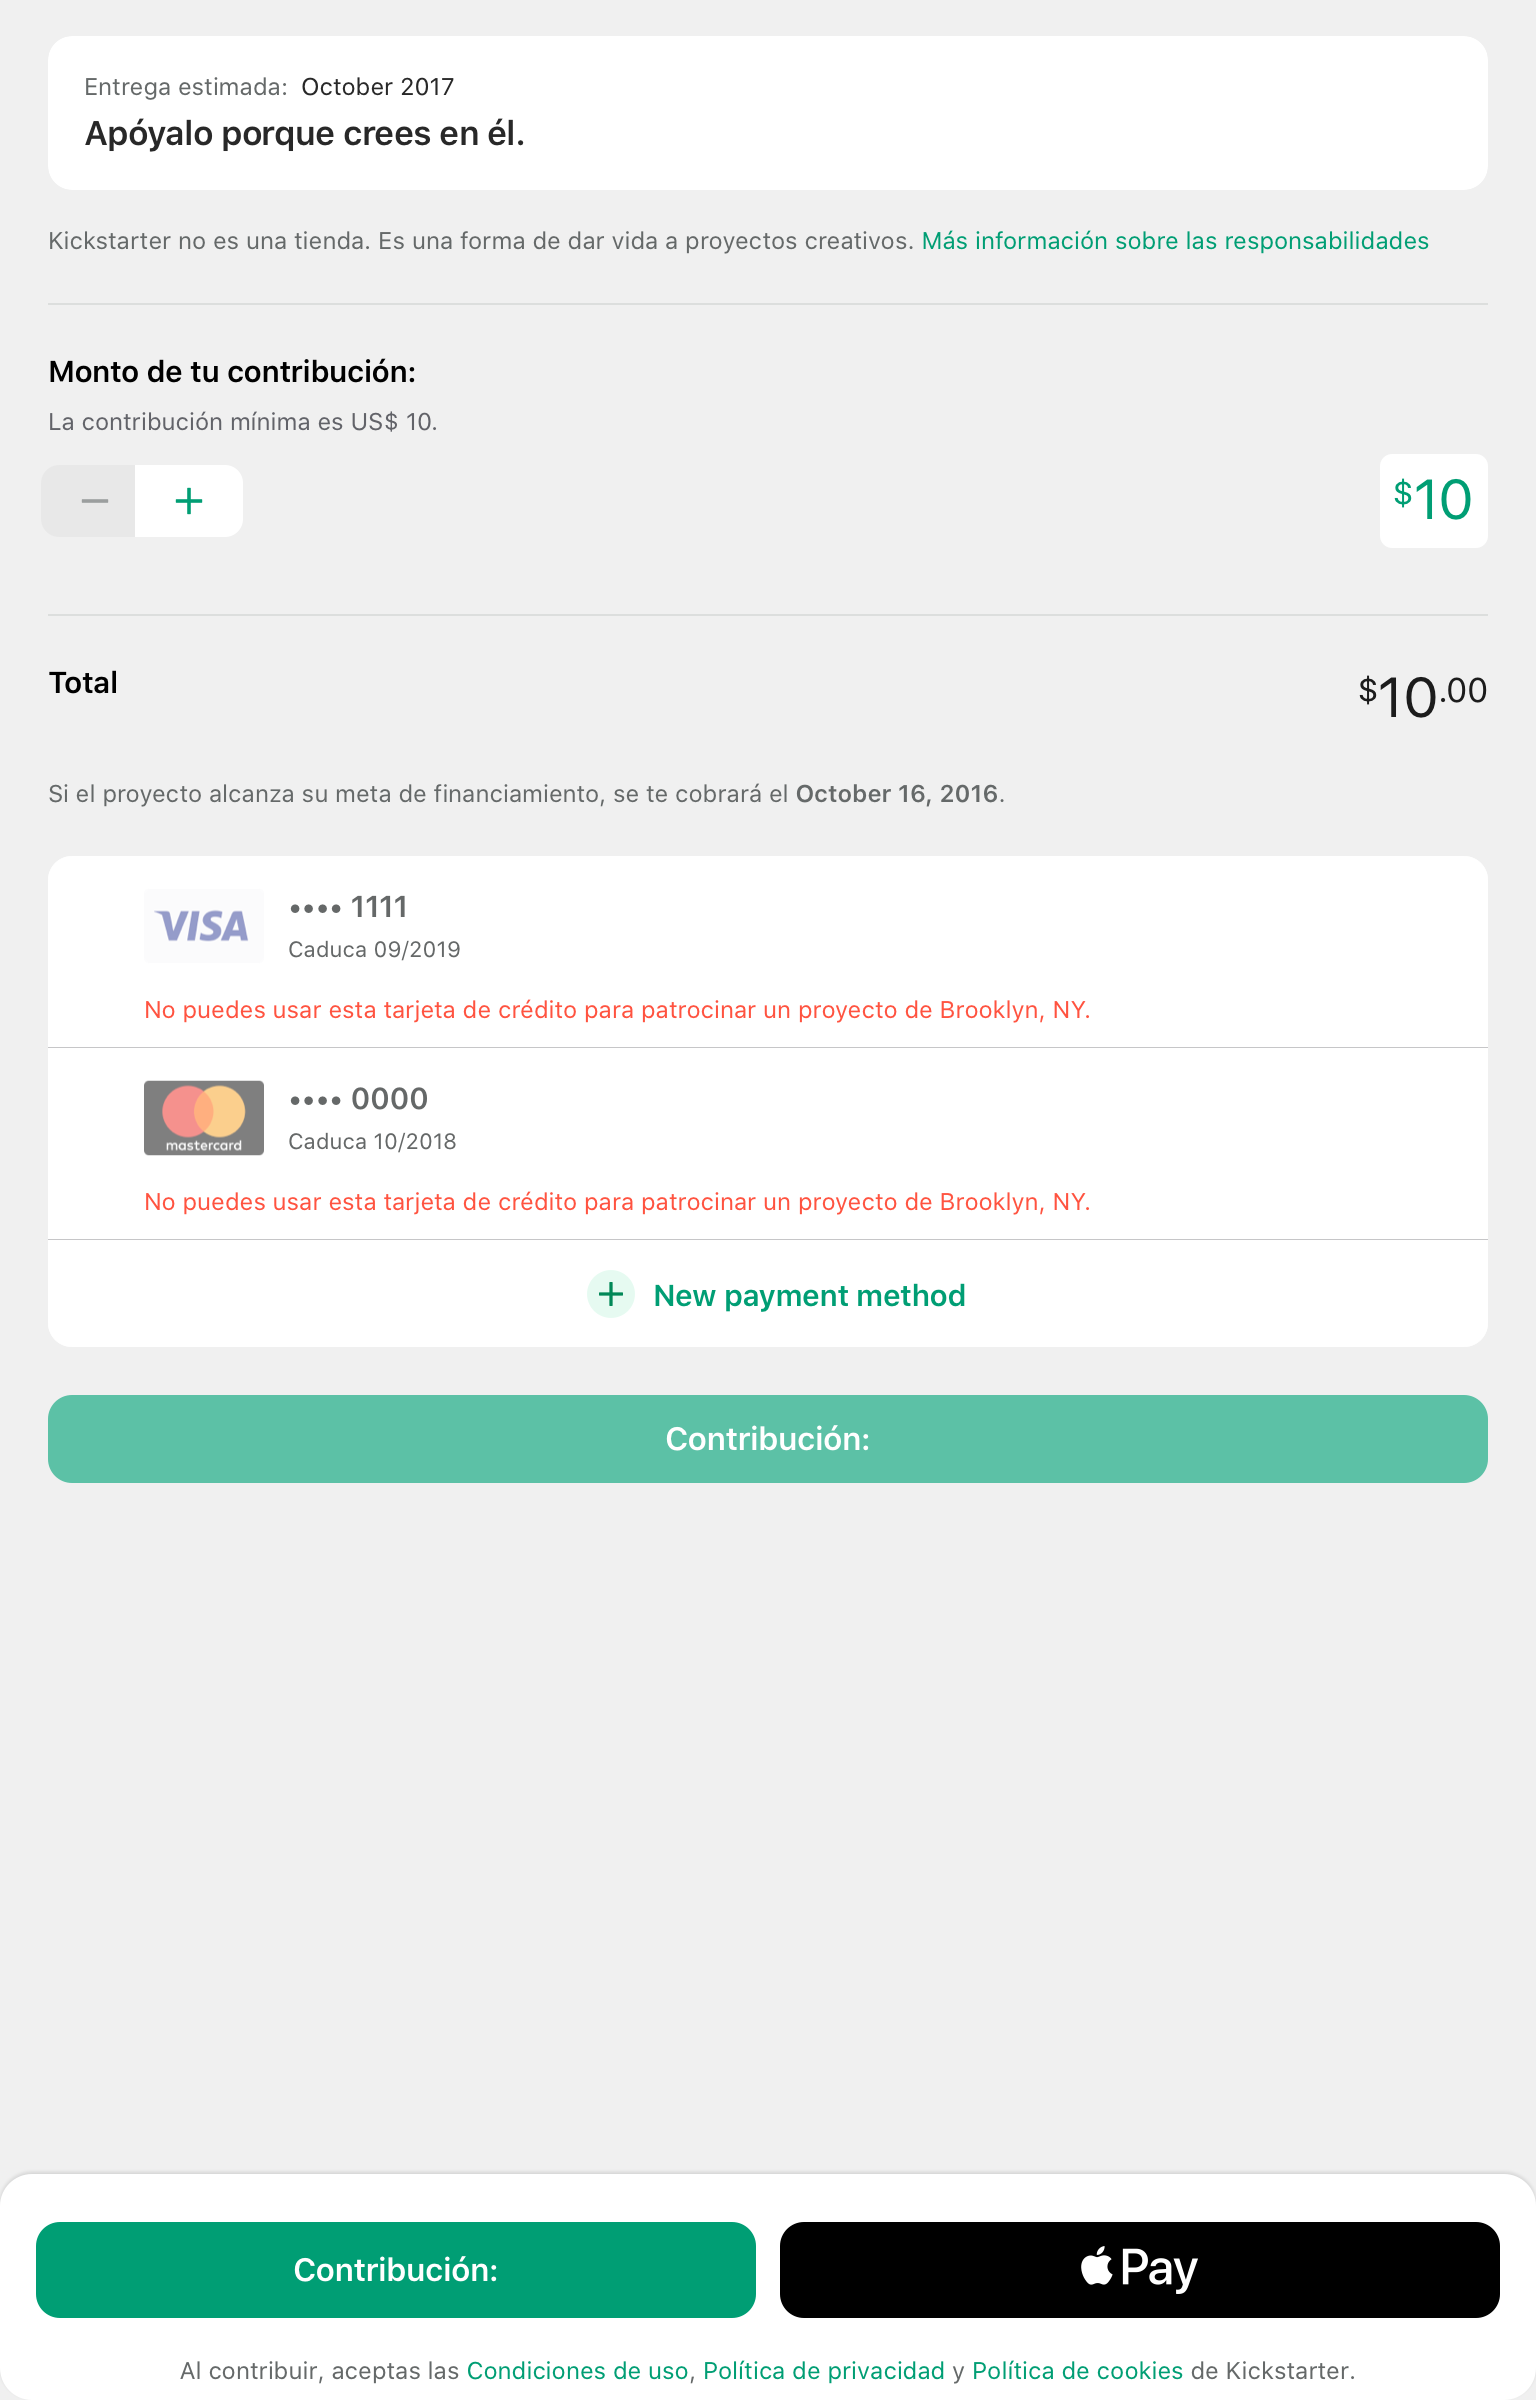 Entrega estimada: October 2017
Apóyalo porque crees en él.
Kickstarter no es una tienda. Es una forma de dar vida a proyectos creativos. Más información sobre las responsabilidades
Monto de tu contribución:
La contribución mínima es US$ 10.
$10
Total
$10.00
Si el proyecto alcanza su meta de financiamiento, se te cobrará el October 16, 2016.
VISA
•••• 1111
Caduca 09/2019
No puedes usar esta tarjeta de crédito para patrocinar un proyecto de Brooklyn, NY.
mastercard
•••• 0000
Caduca 10/2018
No puedes usar esta tarjeta de crédito para patrocinar un proyecto de Brooklyn, NY.
New payment method
Contribución:
Contribución:
Pay
Al contribuir, aceptas las Condiciones de uso, Política de privacidad y Política de cookies de Kickstarter.